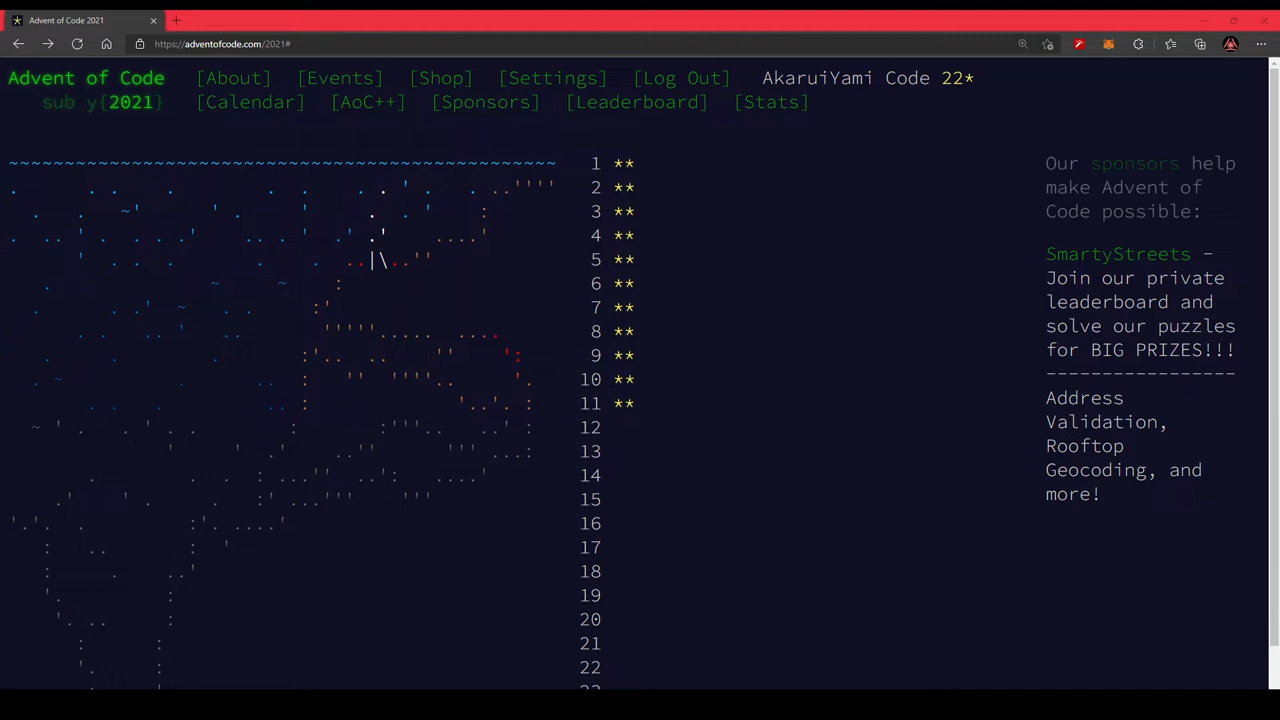 Advent of Code 2021
https://adventofcode.com/2021#
Advent of Code [About] [Events] [Shop] [Settings] [Log Out] AkaruiYami Code 22*
sub y{2021} [Calendar] [AoC++] [Sponsors] [Leaderboard] [Stats]
1 **
2 **
3 **
4 **
5 **
6 **
7 **
8 **
9 **
10 **
11 **
12
13
14
15
16
17
18
19
20
21
22
Our sponsors help
make Advent of
Code possible:
SmartyStreets -
Join our private
leaderboard and
solve our puzzles
for BIG PRIZES!!!
-----------------
Address
Validation,
Rooftop
Geocoding, and
more!